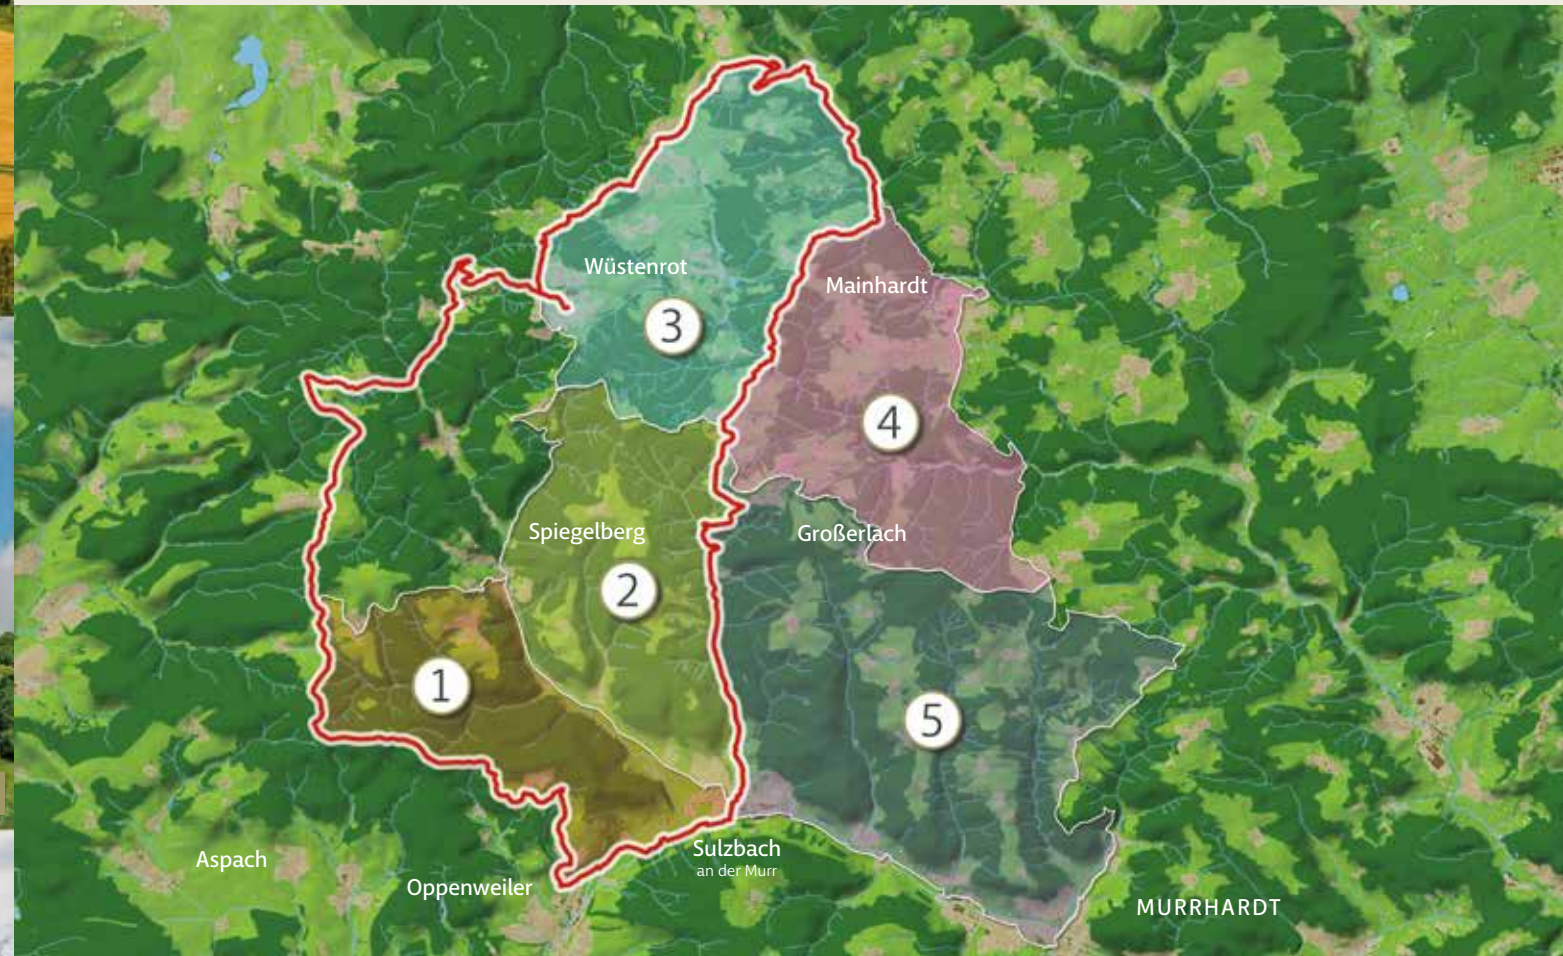 Wüstenrot
Mainhardt
3
4
Spiegelberg
Großerlach
2
1
5
Sulzbach
an der Murr
Aspach
Oppenweiler
MURRHARDT